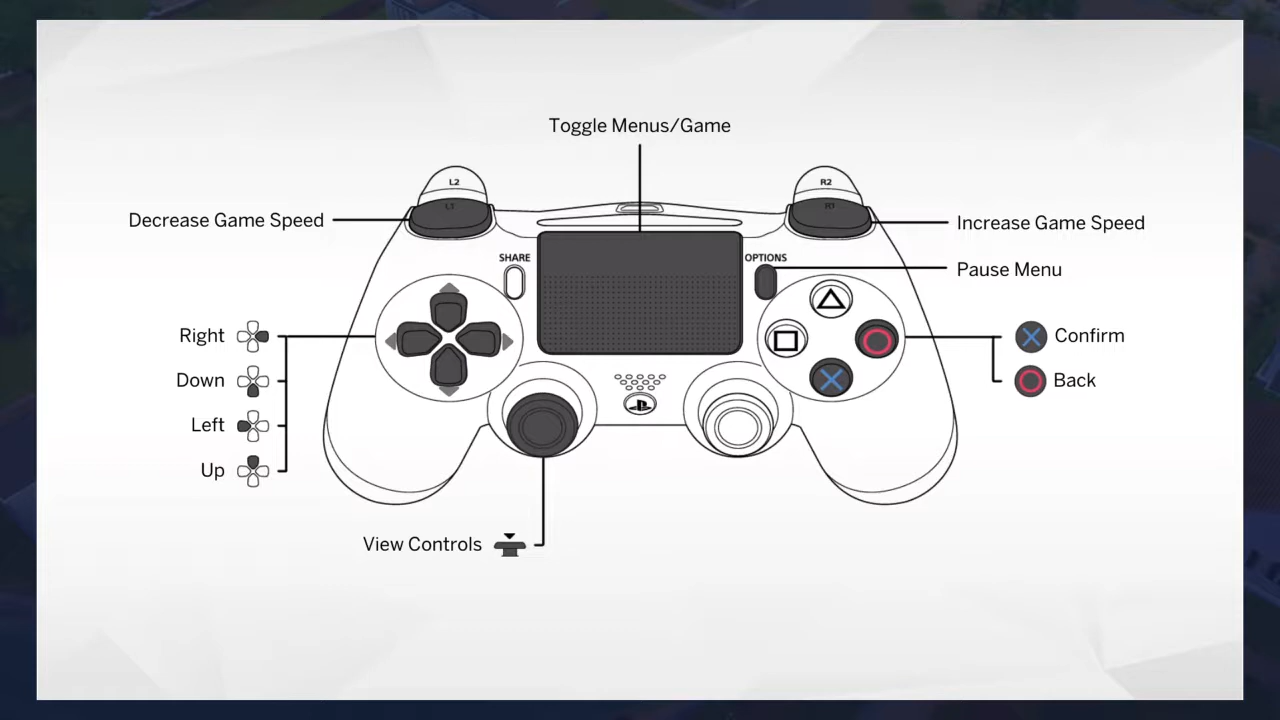 Toggle Menus/Game
L2
R2
L1
R1
Decrease Game Speed
Increase Game Speed
SHARE
OPTIONS
Pause Menu
Right
Confirm
Down
Back
Left
Up
View Controls